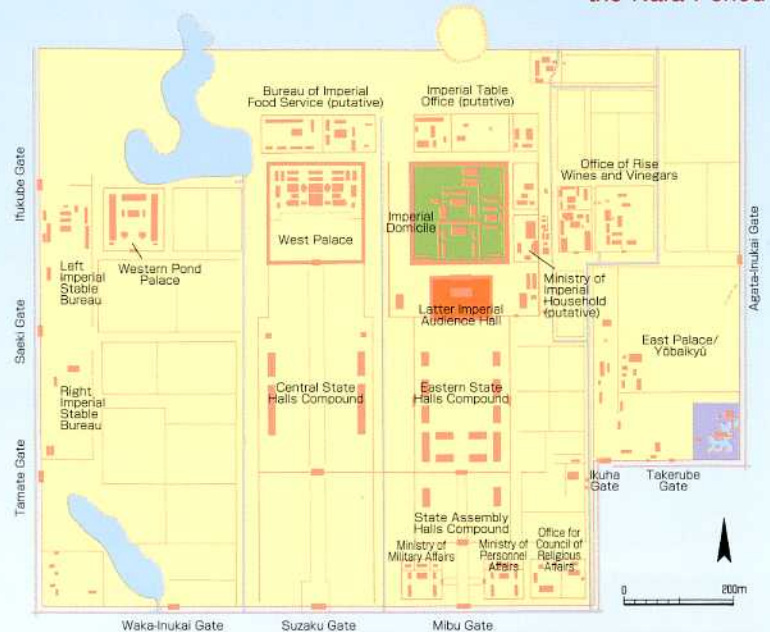 the Nara Period
Bureau of Imperial
Food Service (putative)
Imperial Table
Office (putative)
Office of Rise
Wines and Vinegars
Ifukube Gate
West Palace
Imperial
Domicile
Agata-Inukai Gate
Left
Imperial
Stable
Bureau
Western Pond
Palace
Ministry of
Imperial
Household
(putative)
Latter Imperial
Audience Hall
Saeki Gate
East Palace/
Yōbaikyū
Right
Imperial
Stable
Bureau
Central State
Halls Compound
Eastern State
Halls Compound
Tamate Gate
Ikuha
Gate
Takerube
Gate
State Assembly
Halls Compound
Ministry of
Military Affairs
Ministry of
Personnel
Affairs
Office for
Council of
Religious
Affairs
0
200m
Waka-Inukai Gate
Suzaku Gate
Mibu Gate